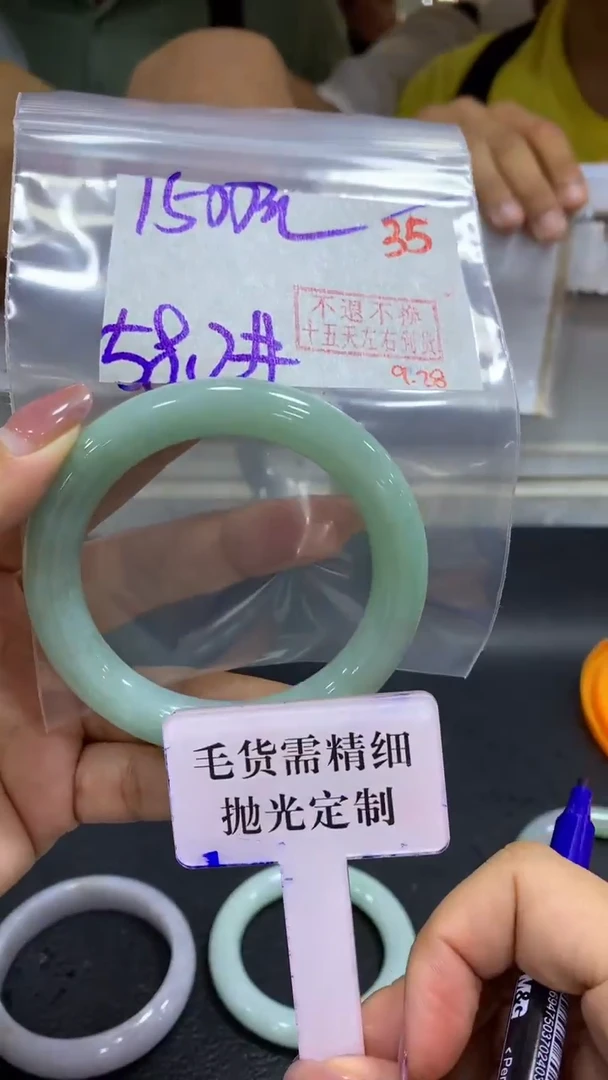 1500元
35
58.2#
不退不换
十五天左右到货
9.28
毛货需精细
抛光定制
M&G